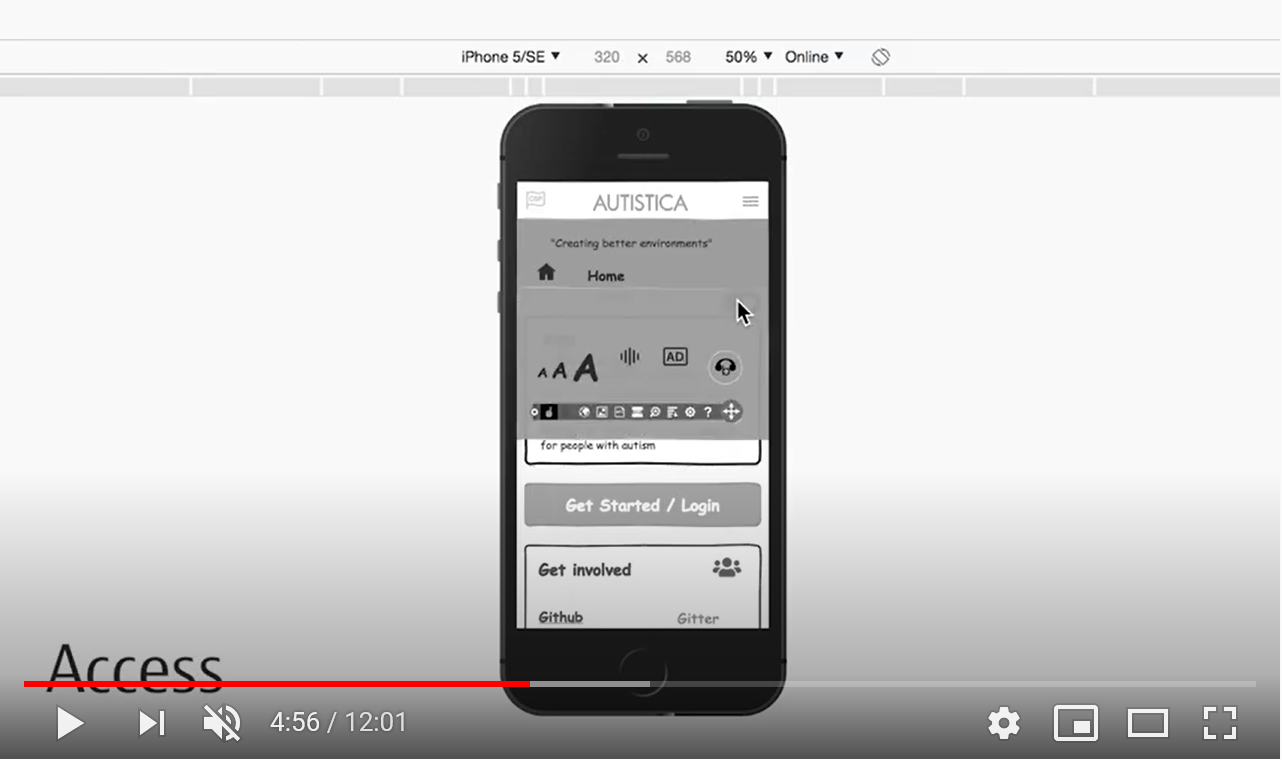 iPhone 5/SE 320 × 568 50% Online
AUTISTICA
"Creating better environments"
Home
A A A AD
?
for people with autism
Get Started / Login
Get involved
Github Gitter
Access
4:56 / 12:01